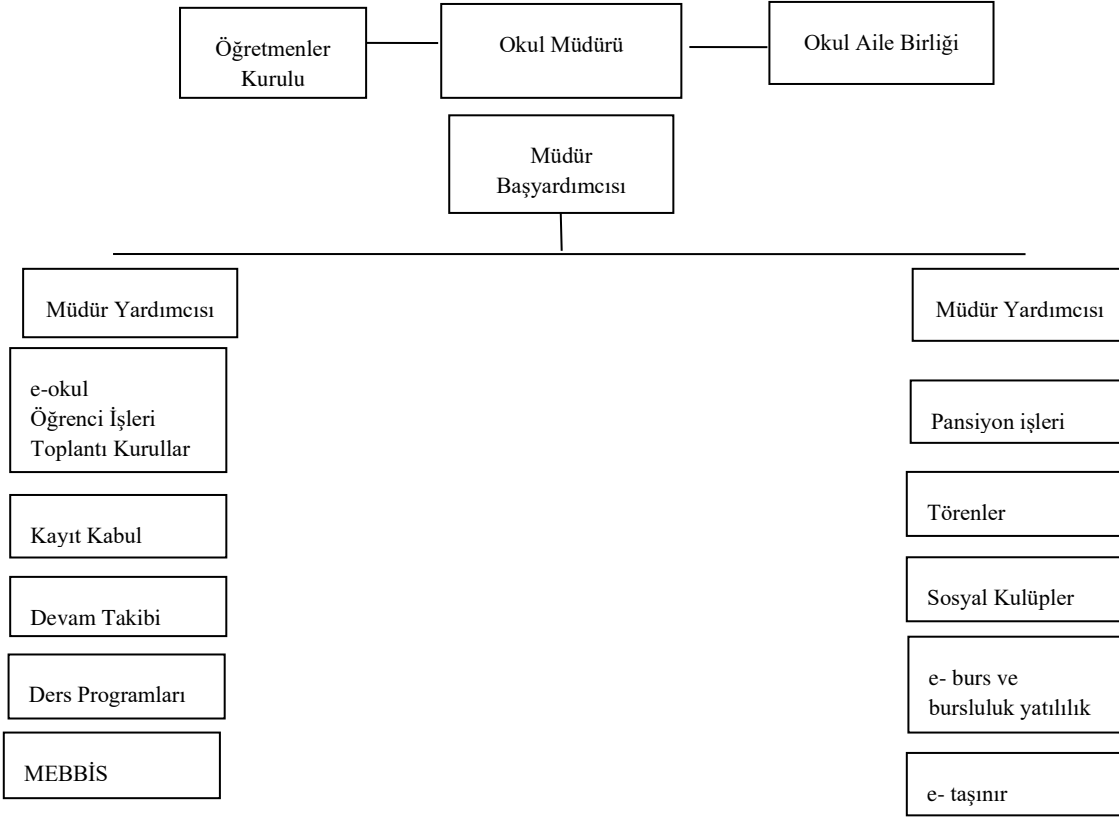 Öğretmenler
Kurulu
Okul Müdürü
Okul Aile Birliği
Müdür
Başyardımcısı
Müdür Yardımcısı
Müdür Yardımcısı
e-okul
Öğrenci İşleri
Toplantı Kurullar
Kayıt Kabul
Devam Takibi
Ders Programları
MEBBİS
Pansiyon işleri
Törenler
Sosyal Kulüpler
e- burs ve
bursluluk yatılılık
e- taşınır